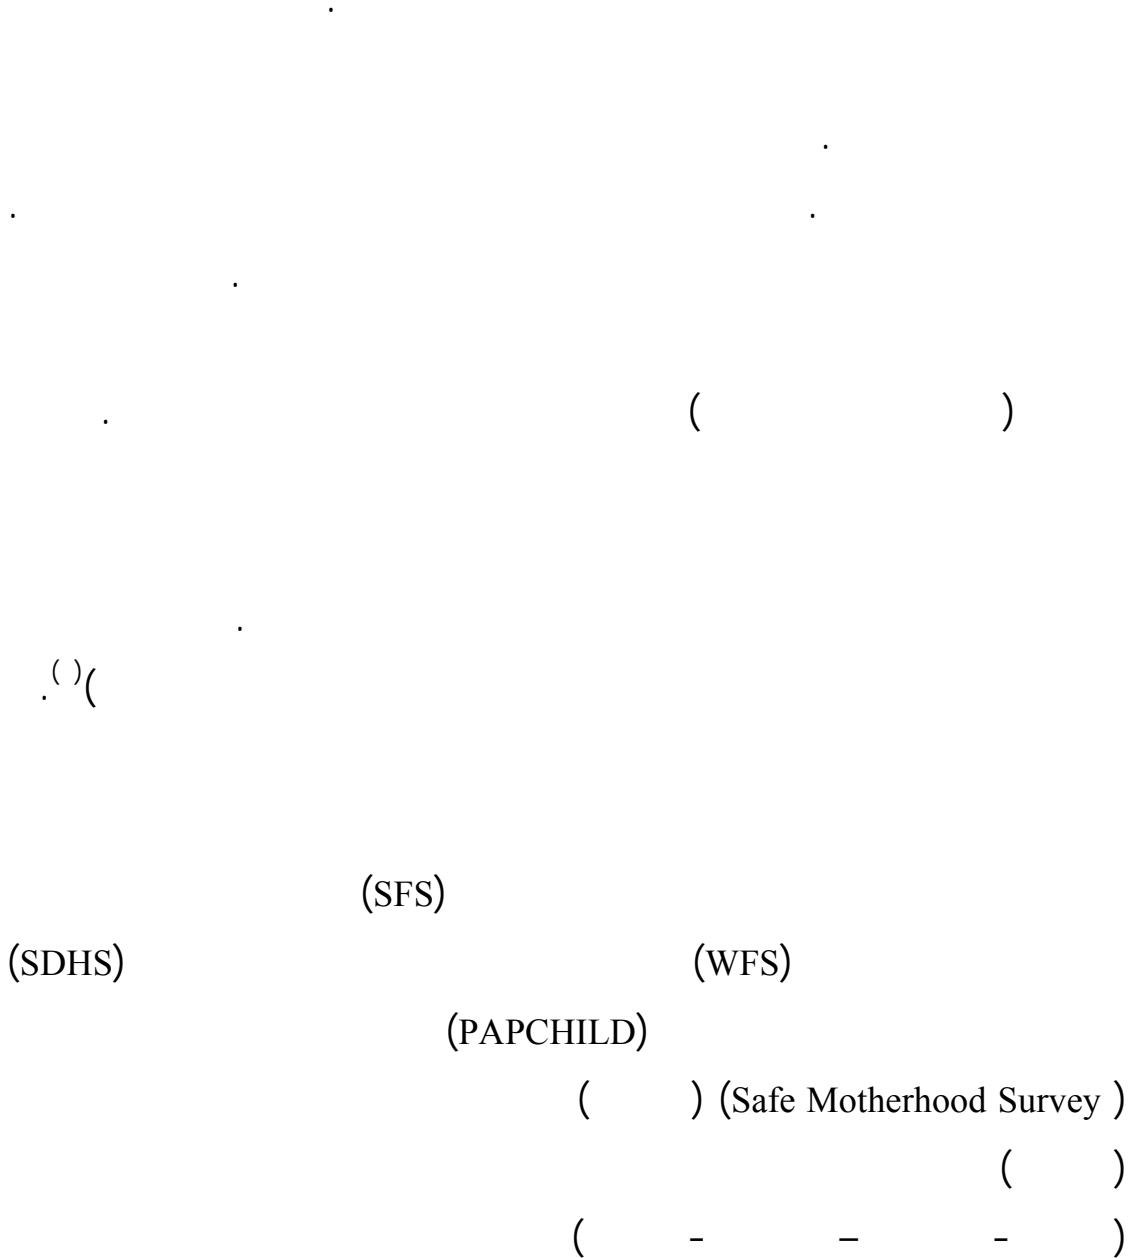 .
.
. .
.
( ) .
.
)( ) (.
(SFS)
(WFS) (SDHS)
(PAPCHILD)
( Safe Motherhood Survey) ( )
( )
( - – - )